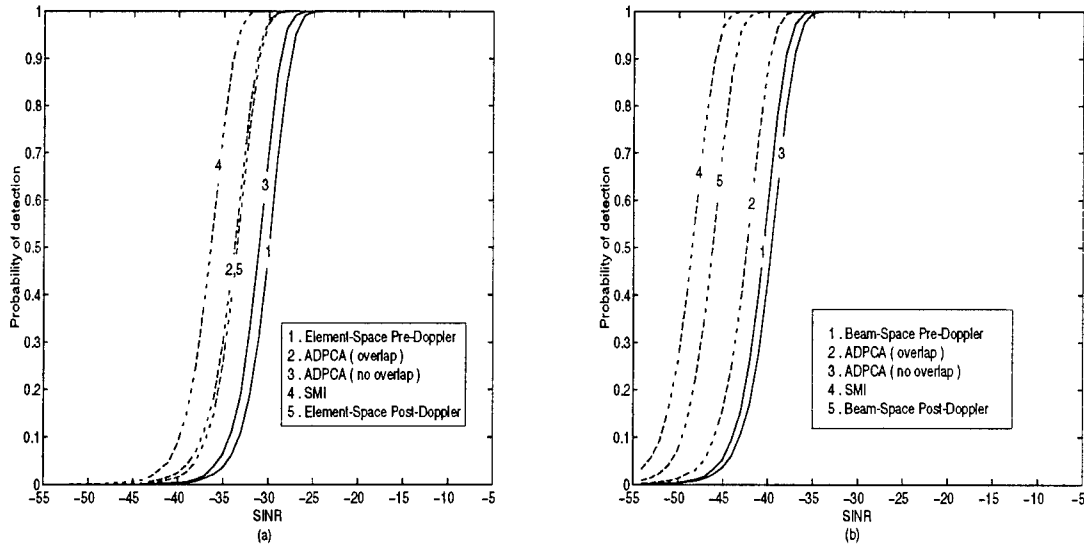 1
0.9
0.8
0.7
0.6
0.5
0.4
0.3
0.2
0.1
0
Probability of detection
4
3
1
2,5
1 . Element-Space Pre-Doppler
2 . ADPCA ( overlap )
3 . ADPCA ( no overlap )
4 . SMI
5 . Element-Space Post-Doppler
−55 −50 −45 −40 −35 −30 −25 −20 −15 −10 −5
SINR
(a)
1
0.9
0.8
0.7
0.6
0.5
0.4
0.3
0.2
0.1
0
Probability of detection
4
5
2
3
1
1 . Beam-Space Pre-Doppler
2 . ADPCA ( overlap )
3 . ADPCA ( no overlap )
4 . SMI
5 . Beam-Space Post-Doppler
−55 −50 −45 −40 −35 −30 −25 −20 −15 −10 −5
SINR
(b)